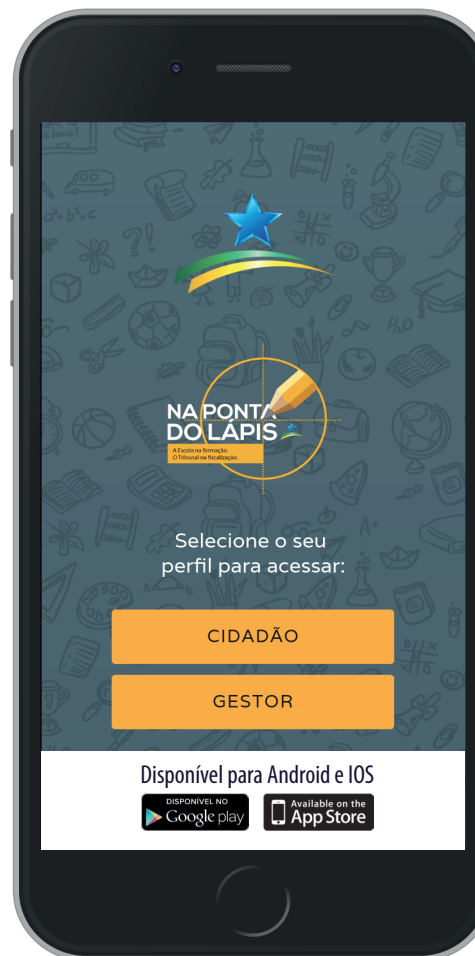 NA PONTA
DO LÁPIS
A Escola na formação.
O Tribunal na fiscalização.
Selecione o seu
perfil para acessar:
CIDADÃO
GESTOR
Disponível para Android e IOS
DISPONÍVEL NO
Google play
Available on the
App Store